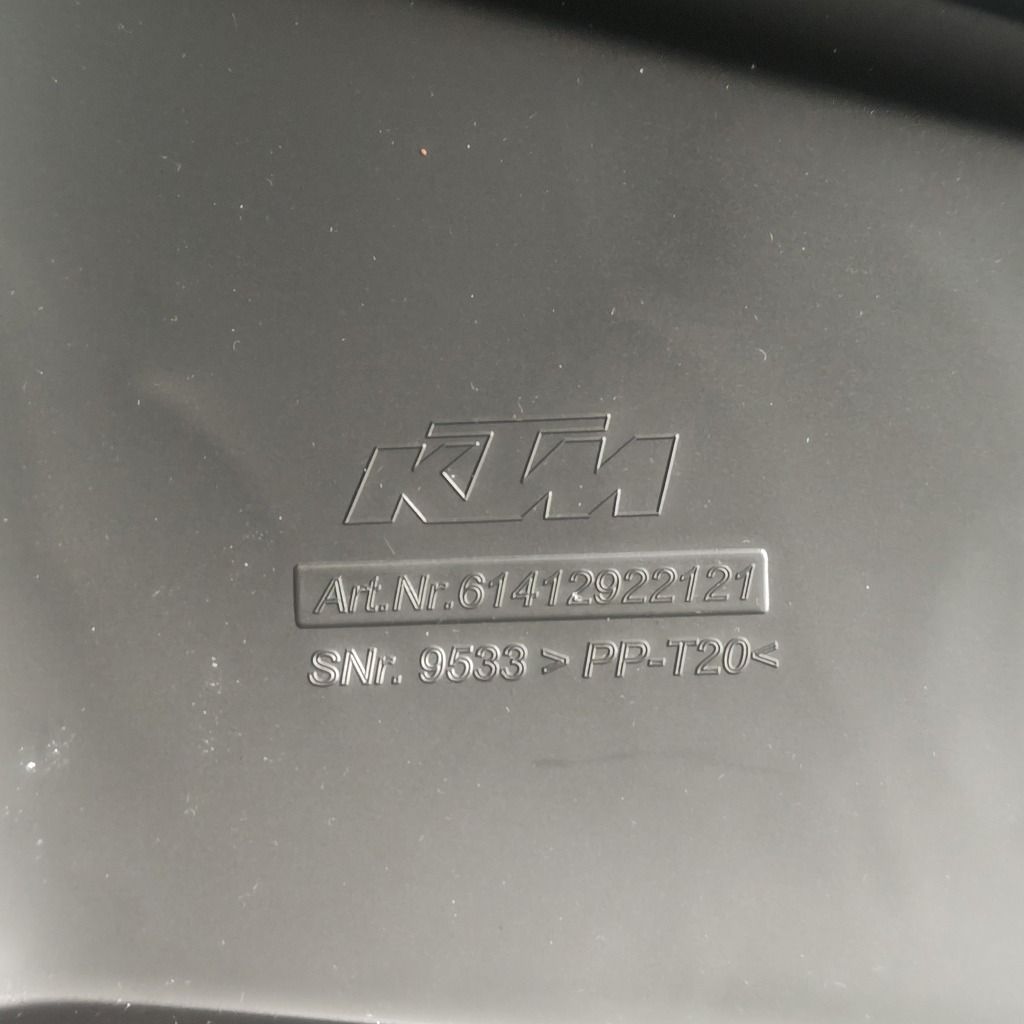 KTM
Art.Nr.61412922121
SNr. 9533 > PP-T20<